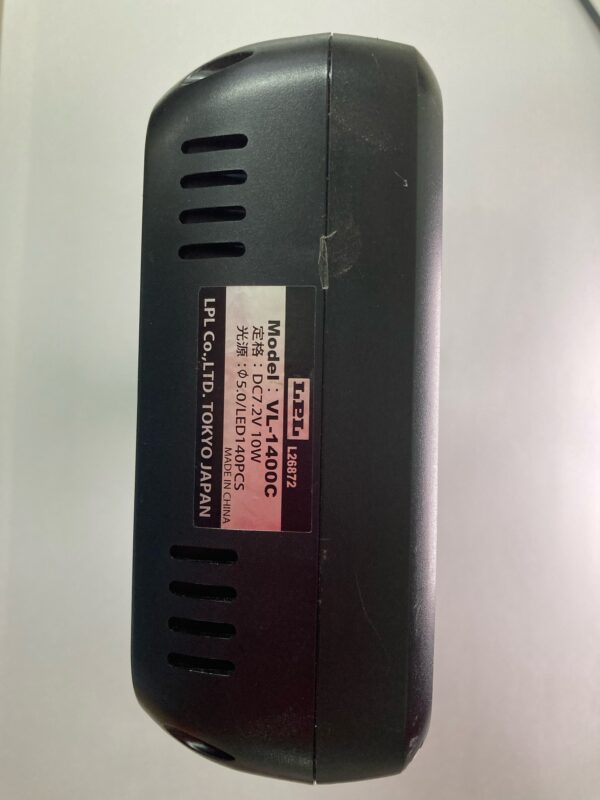 LPL L26872
Model : VL-1400C
定格 : DC7.2V 10W
光源 : φ5.0/LED140PCS
MADE IN CHINA
LPL Co.,LTD. TOKYO JAPAN